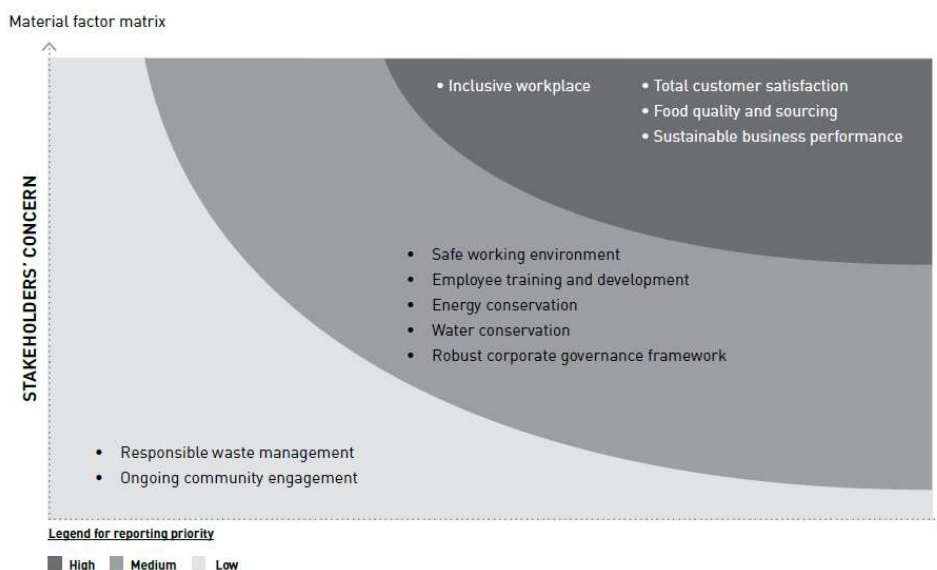 Material factor matrix
• Inclusive workplace
• Total customer satisfaction
• Food quality and sourcing
• Sustainable business performance
STAKEHOLDERS' CONCERN
• Safe working environment
• Employee training and development
• Energy conservation
• Water conservation
• Robust corporate governance framework
• Responsible waste management
• Ongoing community engagement
Legend for reporting priority
High Medium Low